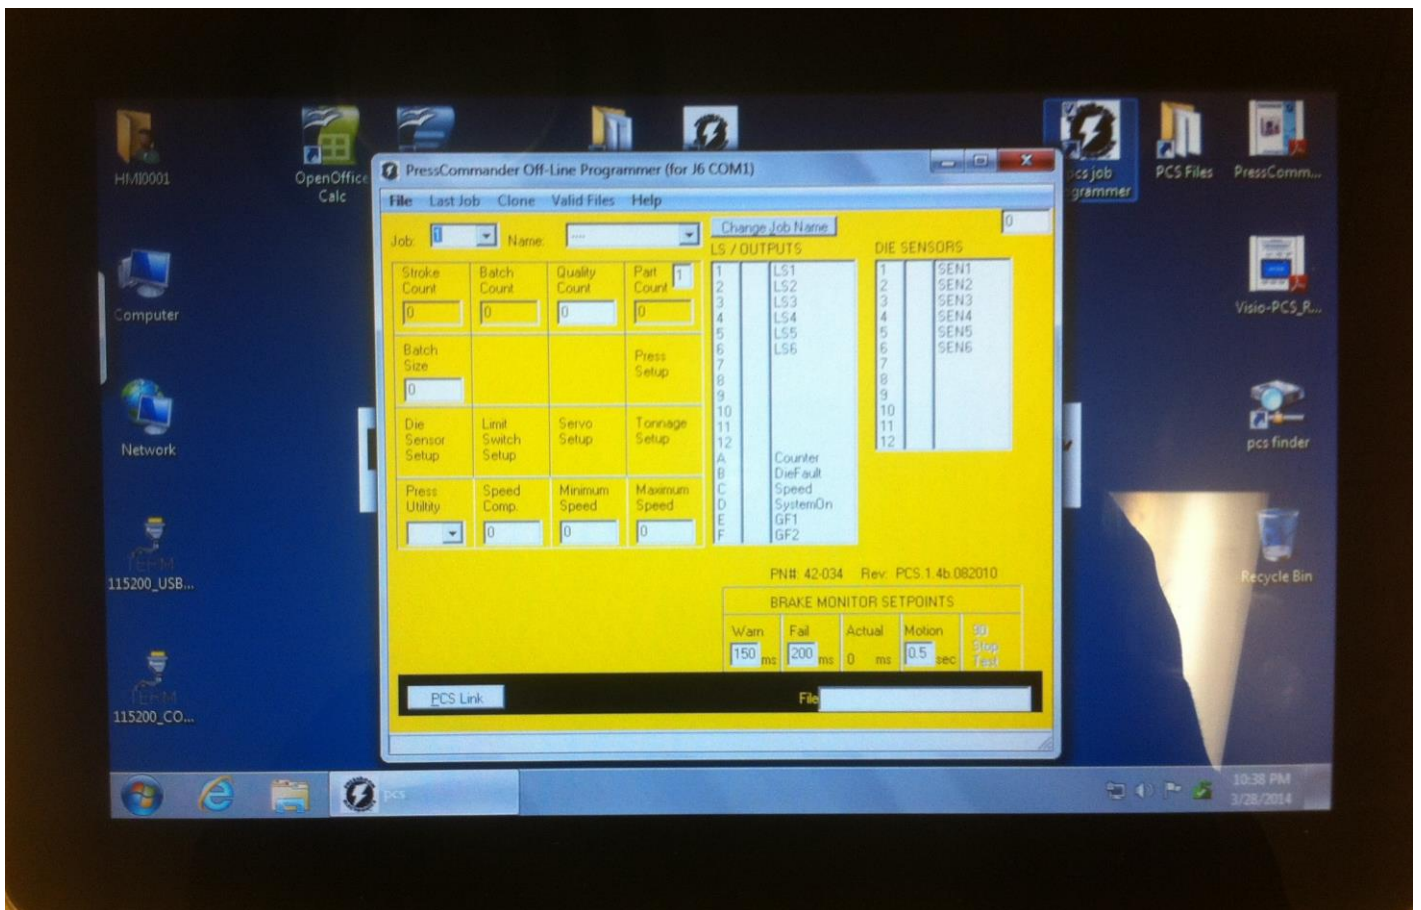 HMI0001
OpenOffice
Calc
pcs job
grammer
PCS Files
PressComm...
PressCommander Off-Line Programmer (for J6 COM1)
File Last Job Clone Valid Files Help
Job: 1 Name: ---- Change Job Name 0
LS / OUTPUTS DIE SENSORS
Stroke Count Batch Count Quality Count Part Count 1
0 0 0 0
Batch Size Press Setup
0
Die Sensor Setup Limit Switch Setup Servo Setup Tonnage Setup
Press Utiltity Speed Comp. Minimum Speed Maximum Speed
0 0 0
1 LS1
2 LS2
3 LS3
4 LS4
5 LS5
6 LS6
7
8
9
10
11
12
A Counter
B DieFault
C Speed
D SystemOn
E GF1
F GF2
1 SEN1
2 SEN2
3 SEN3
4 SEN4
5 SEN5
6 SEN6
7
8
9
10
11
12
PN#: 42-034 Rev: PCS.1.4b.082010
BRAKE MONITOR SETPOINTS
Warn Fail Actual Motion 90 Stop Test
150 ms 200 ms 0 ms 0.5 sec
PCS Link File
Computer
Network
TERM
115200_USB...
TERM
115200_CO...
Visio-PCS_R...
pcs finder
Recycle Bin
pcs
10:38 PM
3/28/2014